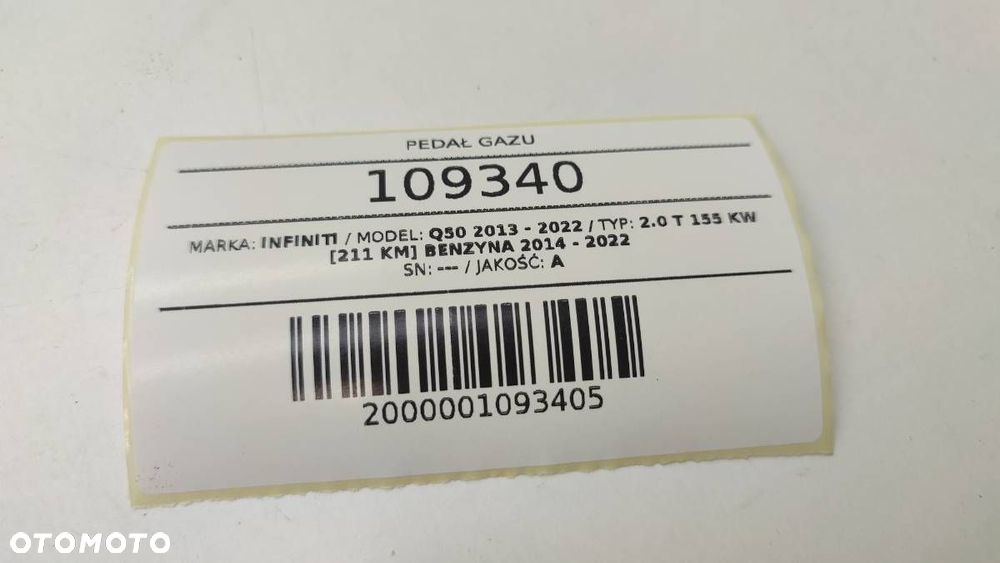 PEDAŁ GAZU
109340
MARKA: INFINITI / MODEL: Q50 2013 - 2022 / TYP: 2.0 T 155 KW
[211 KM] BENZYNA 2014 - 2022
SN: --- / JAKOŚĆ: A
2000001093405
OTOMOTO